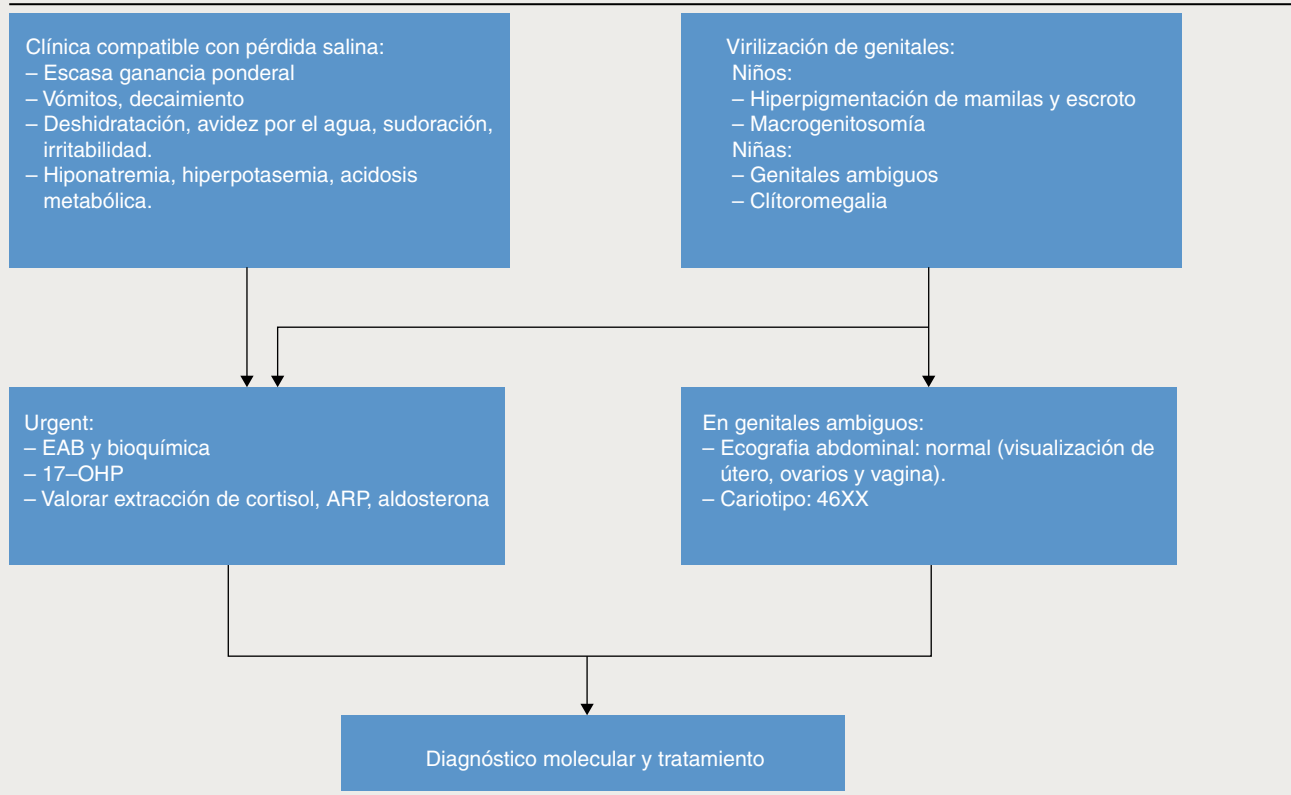 Clínica compatible con pérdida salina:
– Escasa ganancia ponderal
– Vómitos, decaimiento
– Deshidratación, avidez por el agua, sudoración,
irritabilidad.
– Hiponatremia, hiperpotasemia, acidosis
metabólica.
Virilización de genitales:
Niños:
– Hiperpigmentación de mamilas y escroto
– Macrogenitosomía
Niñas:
– Genitales ambiguos
– Clítoromegalia
Urgent:
– EAB y bioquímica
– 17–OHP
– Valorar extracción de cortisol, ARP, aldosterona
En genitales ambiguos:
– Ecografia abdominal: normal (visualización de
útero, ovarios y vagina).
– Cariotipo: 46XX
Diagnóstico molecular y tratamiento